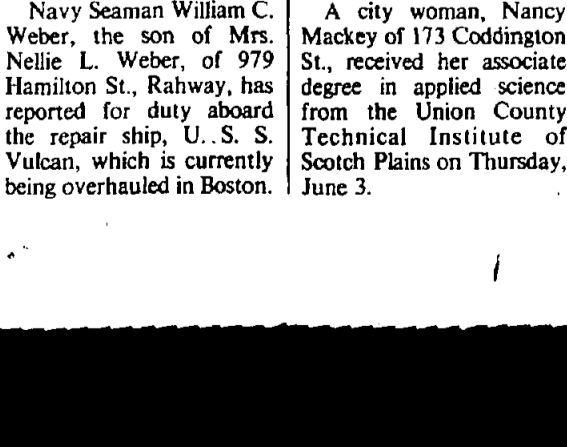 Navy Seaman William C.
Weber, the son of Mrs.
Nellie L. Weber, of 979
Hamilton St., Rahway, has
reported for duty aboard
the repair ship, U. . S. S.
Vulcan, which is currently
being overhauled in Boston.
A city woman, Nancy
Mackey of 173 Coddington
St., received her associate
degree in applied science
from the Union County
Technical Institute of
Scotch Plains on Thursday,
June 3.